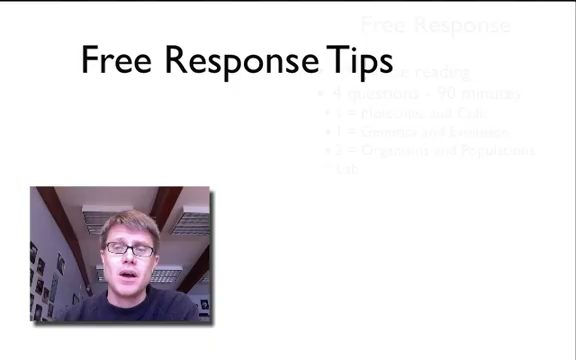 Free Response Tips
Free Response
reading
• 4 questions - 90 minutes
• 1 = Molecules and Cells
• 1 = Genetics and Evolution
• 2 = Organisms and Populations
Lab